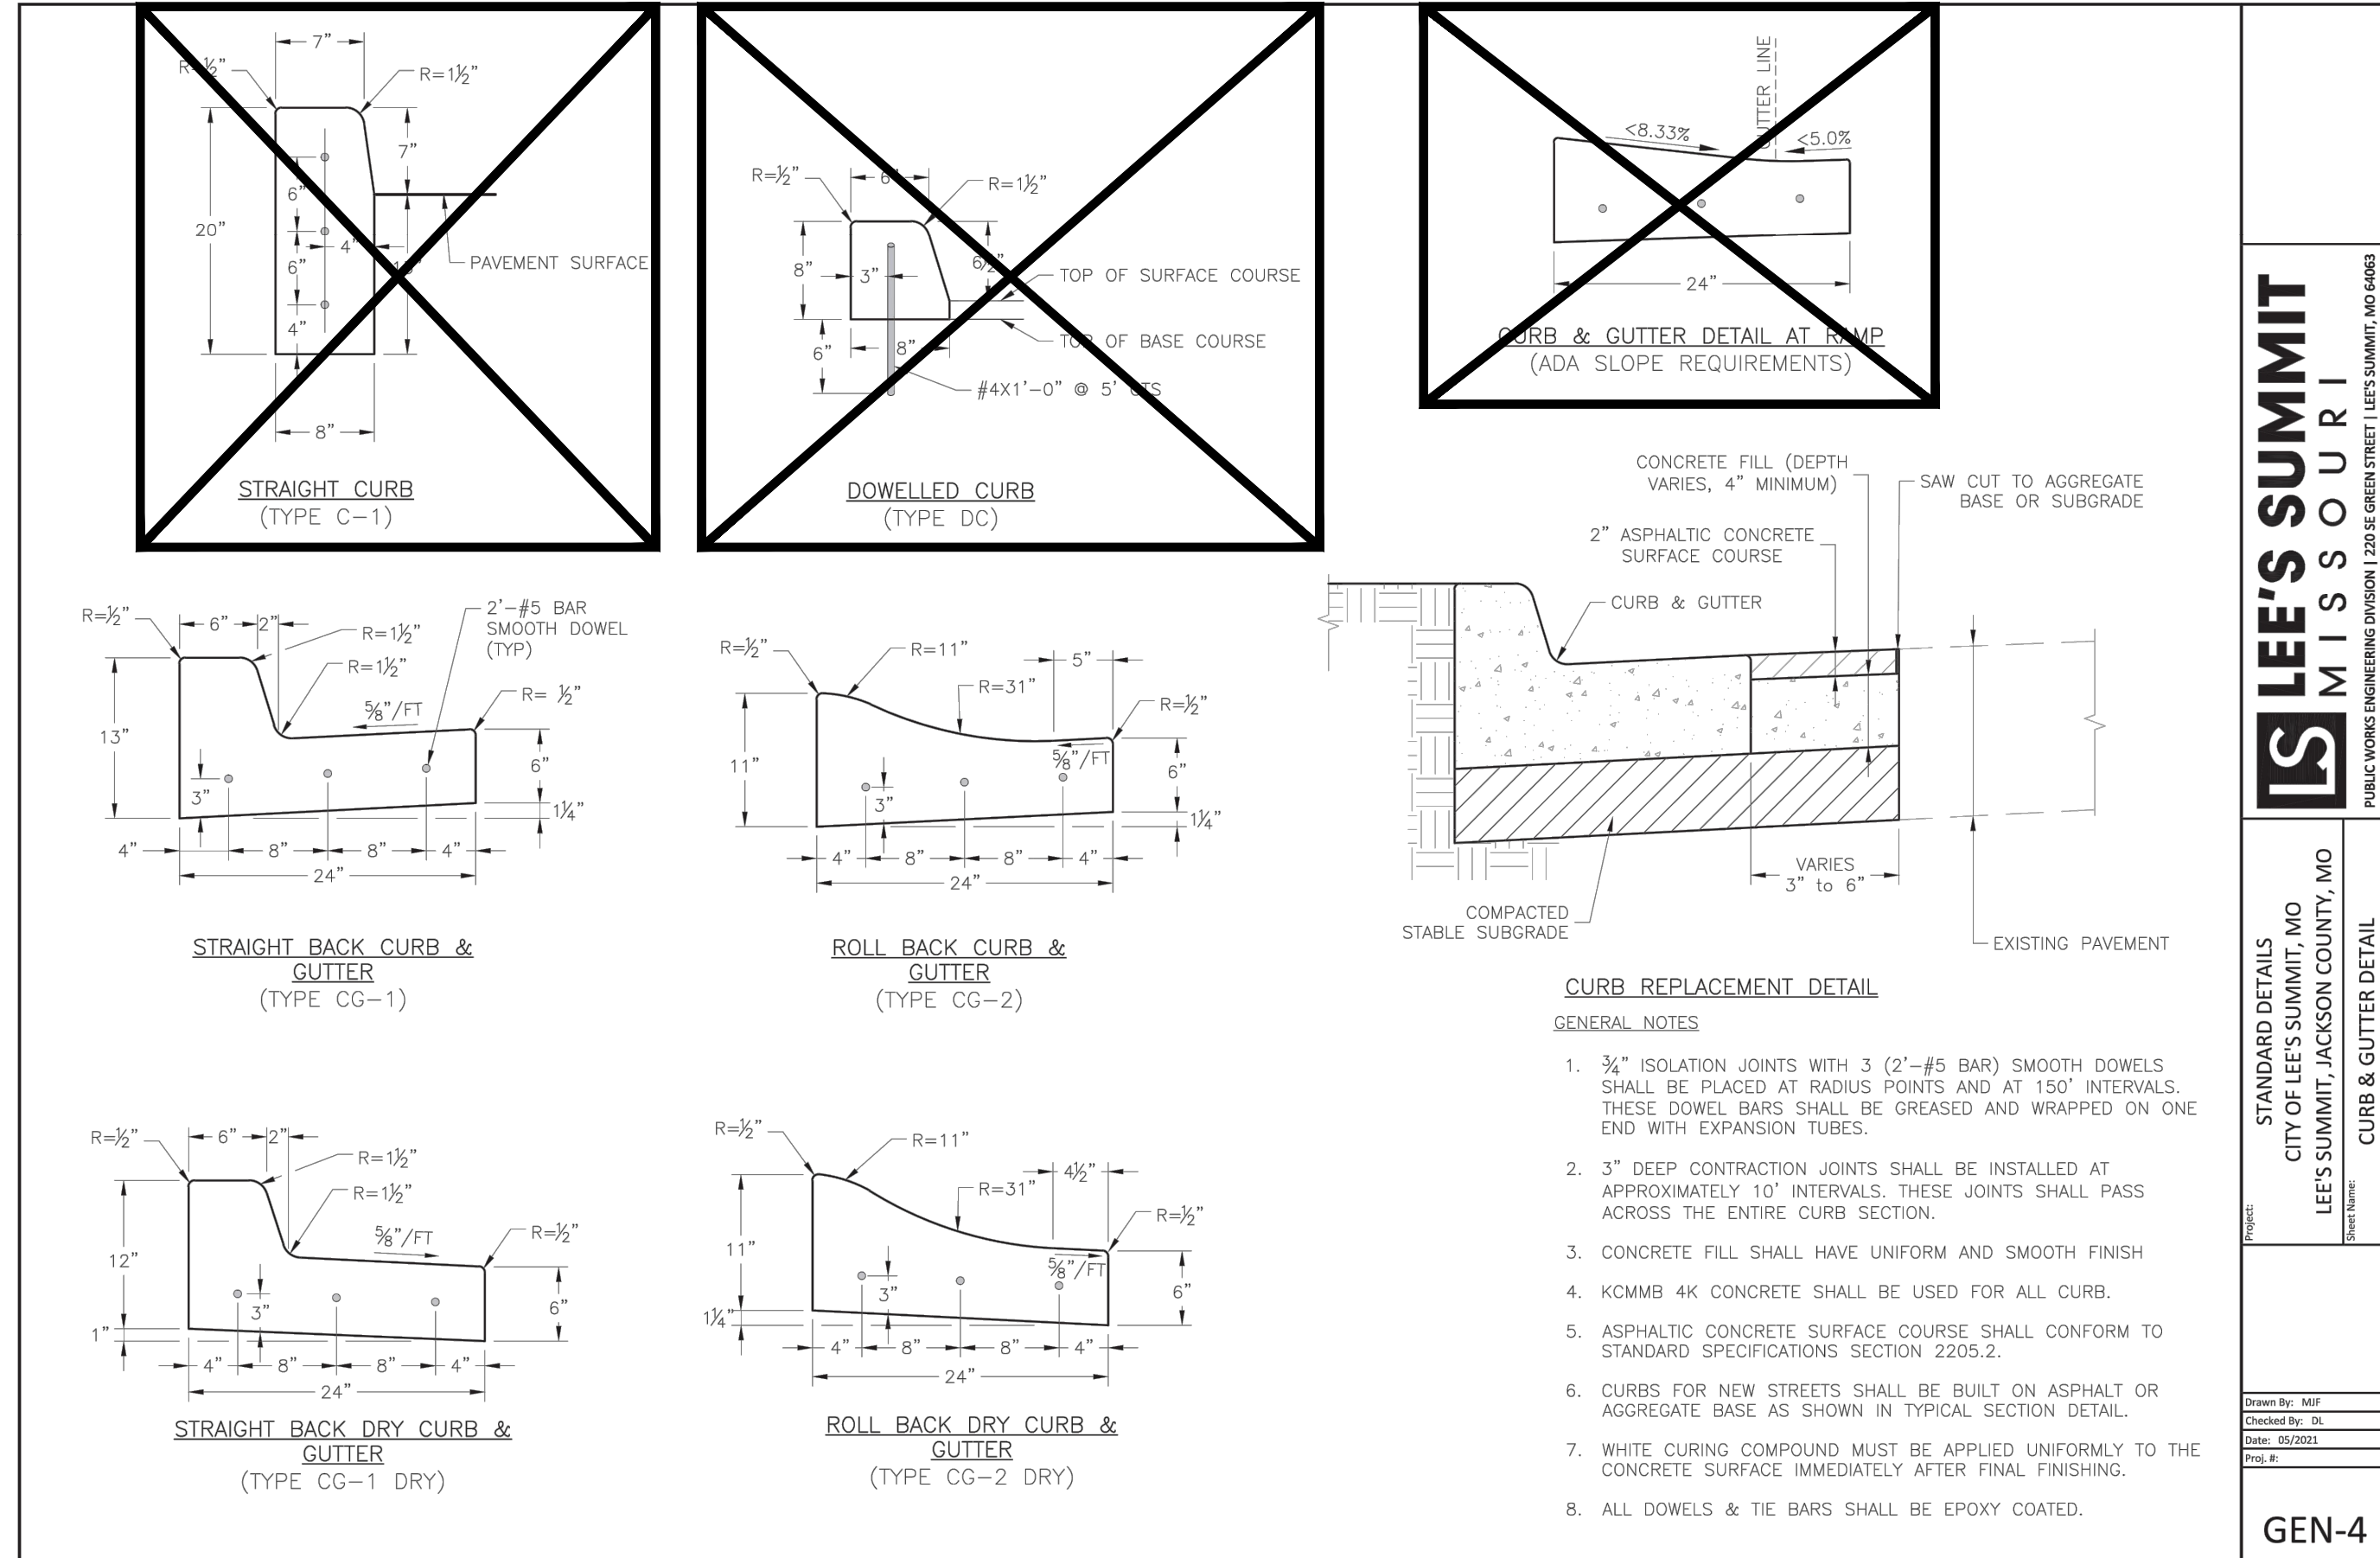 7”
R=½”
R=1½”
7”
6”
20”
4”
6”
PAVEMENT SURFACE
4”
8”
STRAIGHT CURB
(TYPE C-1)
R=½”
6”
R=1½”
8”
3”
6½”
TOP OF SURFACE COURSE
TOP OF BASE COURSE
6”
8”
#4X1’-0” @ 5’ CTS
DOWELLED CURB
(TYPE DC)
GUTTER LINE
<8.33%
<5.0%
24”
CURB & GUTTER DETAIL AT RAMP
(ADA SLOPE REQUIREMENTS)
R=½”
6”
2”
R=1½”
R=1½”
2’-#5 BAR
SMOOTH DOWEL
(TYP)
R= ½”
⅝”/FT
13”
6”
3”
1¼”
4”
8”
8”
4”
24”
STRAIGHT BACK CURB &
GUTTER
(TYPE CG-1)
R=½”
R=11”
R=31”
5”
R=½”
⅝”/FT
11”
6”
3”
1¼”
4”
8”
8”
4”
24”
ROLL BACK CURB &
GUTTER
(TYPE CG-2)
CONCRETE FILL (DEPTH
VARIES, 4” MINIMUM)
SAW CUT TO AGGREGATE
BASE OR SUBGRADE
2” ASPHALTIC CONCRETE
SURFACE COURSE
CURB & GUTTER
VARIES
3” to 6”
COMPACTED
STABLE SUBGRADE
EXISTING PAVEMENT
CURB REPLACEMENT DETAIL
R=½”
6”
2”
R=1½”
R=1½”
⅝”/FT
R=½”
12”
3”
6”
1”
4”
8”
8”
4”
24”
STRAIGHT BACK DRY CURB &
GUTTER
(TYPE CG-1 DRY)
R=½”
R=11”
R=31”
4½”
R=½”
⅝”/FT
11”
3”
6”
1¼”
4”
8”
8”
4”
24”
ROLL BACK DRY CURB &
GUTTER
(TYPE CG-2 DRY)
GENERAL NOTES
1. ¾” ISOLATION JOINTS WITH 3 (2’-#5 BAR) SMOOTH DOWELS
SHALL BE PLACED AT RADIUS POINTS AND AT 150’ INTERVALS.
THESE DOWEL BARS SHALL BE GREASED AND WRAPPED ON ONE
END WITH EXPANSION TUBES.
2. 3” DEEP CONTRACTION JOINTS SHALL BE INSTALLED AT
APPROXIMATELY 10’ INTERVALS. THESE JOINTS SHALL PASS
ACROSS THE ENTIRE CURB SECTION.
3. CONCRETE FILL SHALL HAVE UNIFORM AND SMOOTH FINISH
4. KCMMB 4K CONCRETE SHALL BE USED FOR ALL CURB.
5. ASPHALTIC CONCRETE SURFACE COURSE SHALL CONFORM TO
STANDARD SPECIFICATIONS SECTION 2205.2.
6. CURBS FOR NEW STREETS SHALL BE BUILT ON ASPHALT OR
AGGREGATE BASE AS SHOWN IN TYPICAL SECTION DETAIL.
7. WHITE CURING COMPOUND MUST BE APPLIED UNIFORMLY TO THE
CONCRETE SURFACE IMMEDIATELY AFTER FINAL FINISHING.
8. ALL DOWELS & TIE BARS SHALL BE EPOXY COATED.
LS LEE'S SUMMIT
MISSOURI
PUBLIC WORKS ENGINEERING DIVISION | 220 SE GREEN STREET | LEE'S SUMMIT, MO 64063
Project:
STANDARD DETAILS
CITY OF LEE'S SUMMIT, MO
LEE'S SUMMIT, JACKSON COUNTY, MO
Sheet Name:
CURB & GUTTER DETAIL
Drawn By: MJF
Checked By: DL
Date: 05/2021
Proj. #:
GEN-4